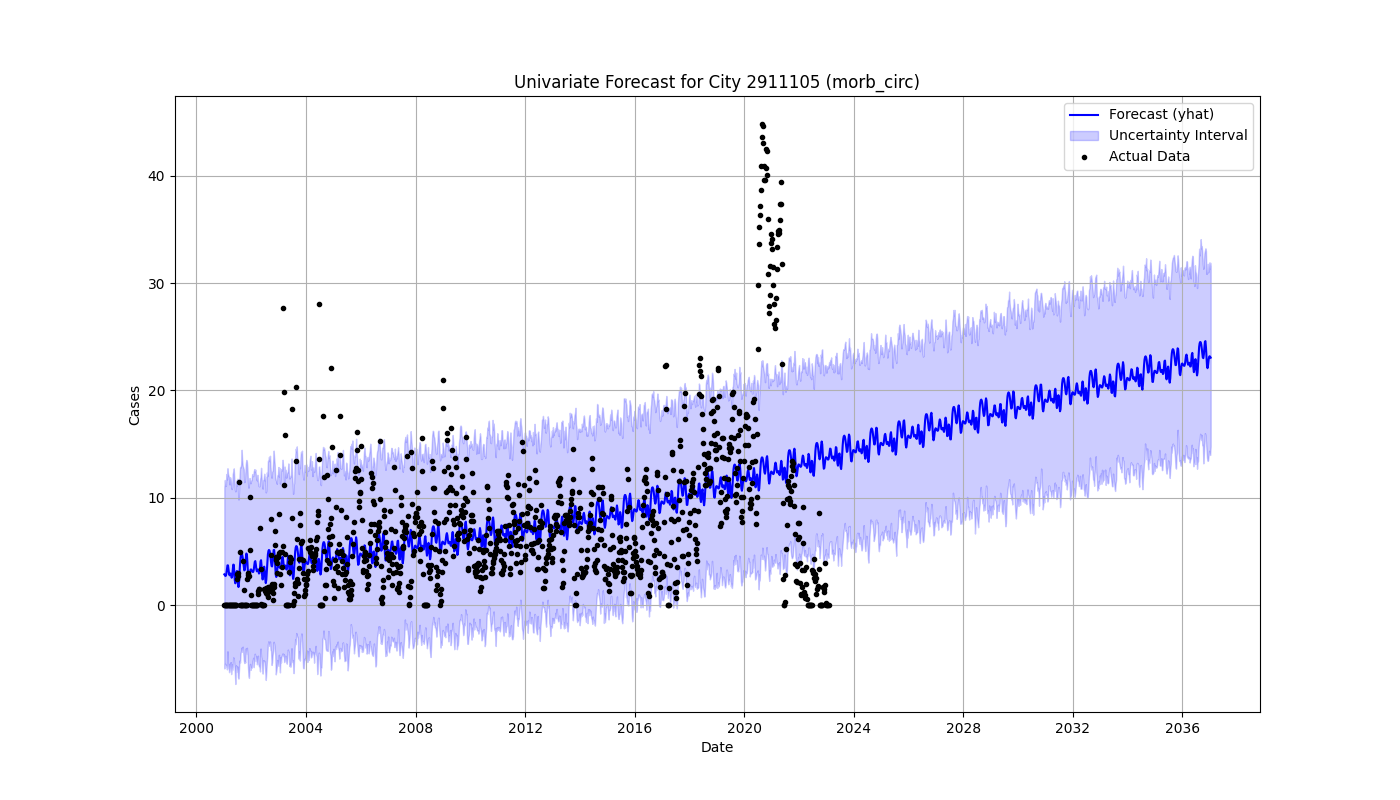 Univariate Forecast for City 2911105 (morb_circ)
Forecast (yhat)
Uncertainty Interval
Actual Data
Cases
40
30
20
10
0
2000 2004 2008 2012 2016 2020 2024 2028 2032 2036
Date